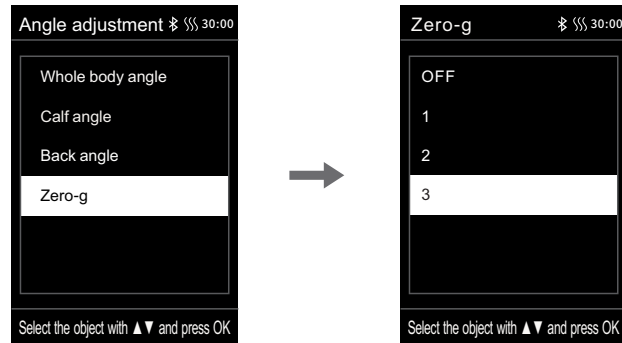 Angle adjustment 30:00
Whole body angle
Calf angle
Back angle
Zero-g
Select the object with ▲▼ and press OK
Zero-g 30:00
OFF
1
2
3
Select the object with ▲▼ and press OK